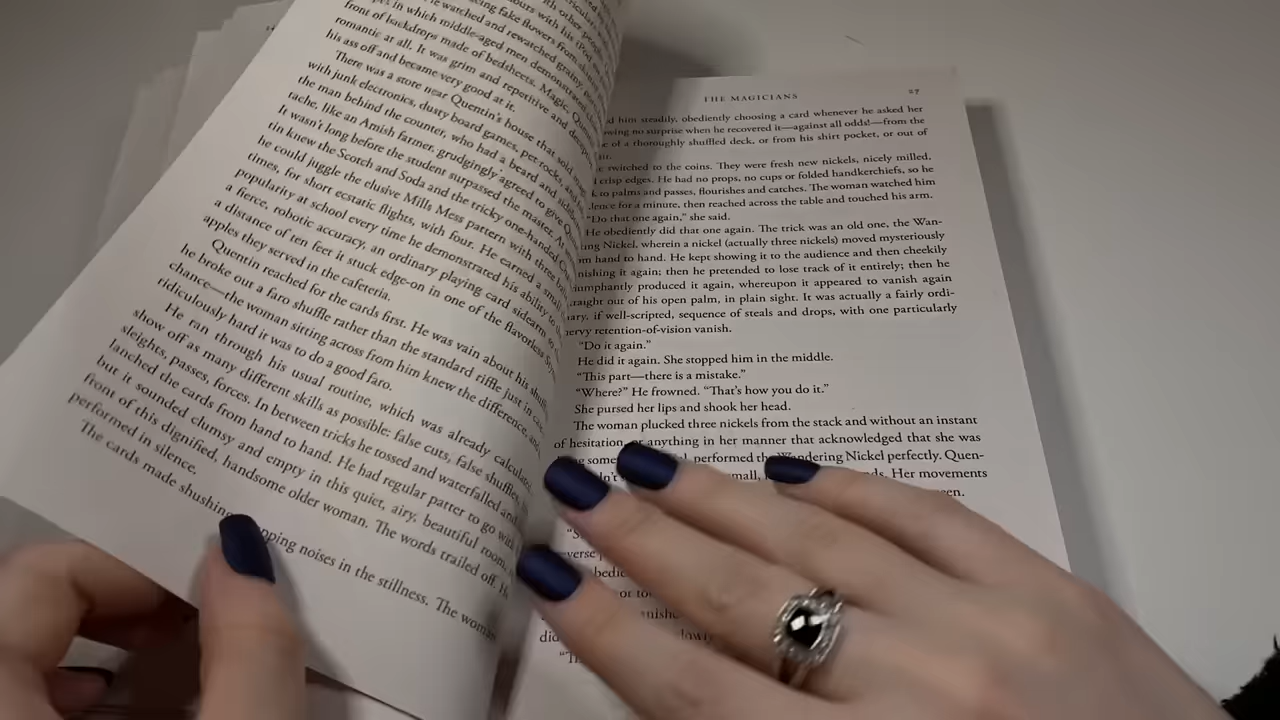 front of backdrops made of bedsheets. Magic, Quentin
romantic at all. It was grim and repetitive and
his ass off and became very good at it.
There was a store near Quentin's house that sold
with junk electronics, dusty board games, pet rocks, and
the man behind the counter, who had a beard and
tache, like an Amish farmer, grudgingly agreed to give
It wasn't long before the student surpassed the master. At
tin knew the Scotch and Soda and the tricky one-handed
he could juggle the elusive Mills Mess pattern with three
times, for short ecstatic flights, with four. He earned a small
popularity at school every time he demonstrated his ability to
a fierce, robotic accuracy, an ordinary playing card sidearm
a distance of ten feet it stuck edge-on in one of the flavorless
apples they served in the cafeteria.
Quentin reached for the cards first. He was vain about his
he broke out a faro shuffle rather than the standard riffle just in case
chance—the woman sitting across from him knew the difference, and
ridiculously hard it was to do a good faro.
He ran through his usual routine, which was already calculated
show off as many different skills as possible: false cuts, false shuffles,
sleights, passes, forces. In between tricks he tossed and waterfalled and
lanched the cards from hand to hand. He had regular patter to go with
but it sounded clumsy and empty in this quiet, airy, beautiful room,
front of this dignified, handsome older woman. The words trailed off. He
performed in silence.
The cards made shushing noises in the stillness. The woman
THE MAGICIANS 27
him steadily, obediently choosing a card whenever he asked her
no surprise when he recovered it—against all odds!—from the
of a thoroughly shuffled deck, or from his shirt pocket, or out of
switched to the coins. They were fresh new nickels, nicely milled,
crisp edges. He had no props, no cups or folded handkerchiefs, so he
to palms and passes, flourishes and catches. The woman watched him
for a minute, then reached across the table and touched his arm.
"Do that one again," she said.
He obediently did that one again. The trick was an old one, the Wan-
Nickel, wherein a nickel (actually three nickels) moved mysteriously
hand to hand. He kept showing it to the audience and then cheekily
it again; then he pretended to lose track of it entirely; then he
produced it again, whereupon it appeared to vanish again
out of his open palm, in plain sight. It was actually a fairly ordi-
if well-scripted, sequence of steals and drops, with one particularly
retention-of-vision vanish.
"Do it again."
He did it again. She stopped him in the middle.
"This part—there is a mistake."
"Where?" He frowned. "That's how you do it."
She pursed her lips and shook her head.
The woman plucked three nickels from the stack and without an instant
of hesitation, or anything in her manner that acknowledged that she was
performed the Wandering Nickel perfectly. Quen-
Her movements